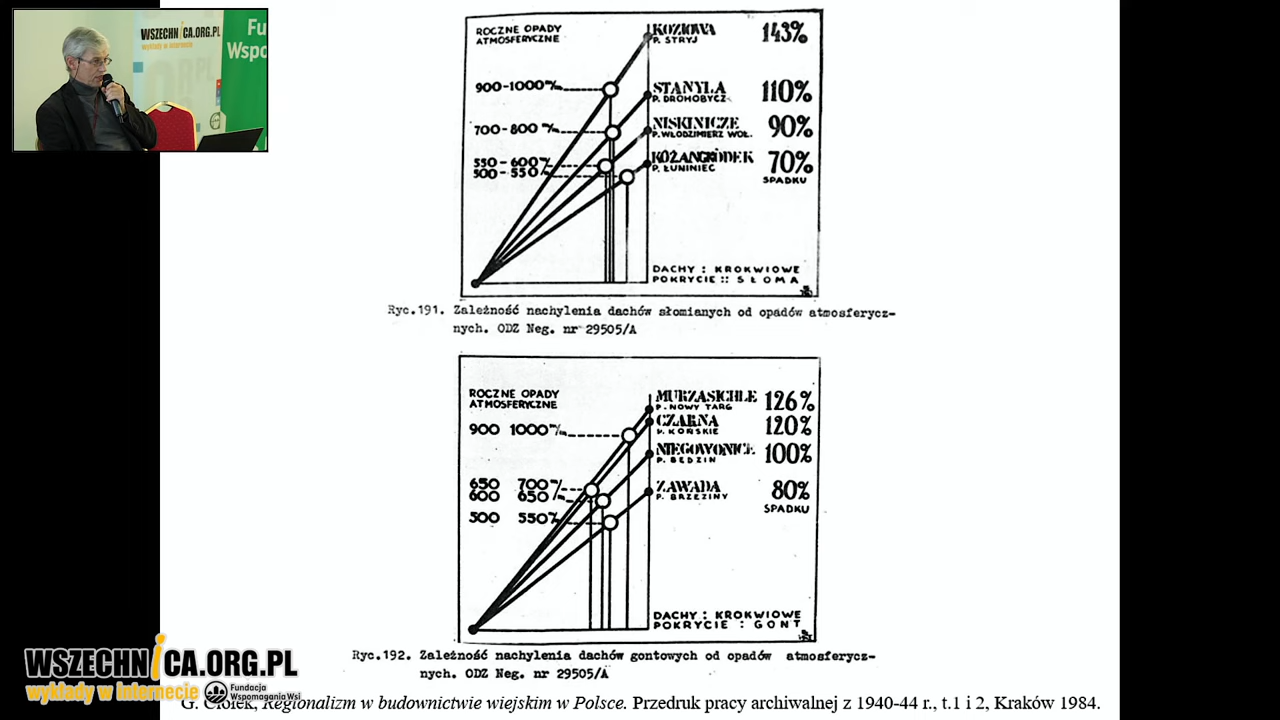 WSZECHNICA.ORG.PL
wykłady w internecie
Fu
Wspo
ROCZNE OPADY
ATMOSFERYCZNE
KOZIOWA 143%
P. STRYJ
900-1000 m/m
STANYLA 110%
P. DROHOBYCZ
700-800 m/m
NISKINICZE 90%
P. WŁODZIMIERZ WOŁ.
550-600 m/m
500-550 m/m
KOŻANGRÓDEK 70%
P. ŁUNINIEC
SPADKU
DACHY : KROKWIOWE
POKRYCIE :: SŁOMA
Ryc.191. Zależność nachylenia dachów słomianych od opadów atmosferycz-
nych. ODZ Neg. nr 29505/A
ROCZNE OPADY
ATMOSFERYCZNE
MURZASICHLE 126%
P. NOWY TARG
CZARNA 120%
P. KOŃSKIE
900 1000 m/m
NIEGOWONICE 100%
P. BĘDZIN
650 700 m/m
600 650 m/m
ZAWADA 80%
P. BRZEZINY
SPADKU
500 550 m/m
DACHY : KROKWIOWE
POKRYCIE : GONT
Ryc.192. Zależność nachylenia dachów gontowych od opadów atmosferycz-
nych. ODZ Neg. nr 29505/A
G. Ciołek, Regionalizm w budownictwie wiejskim w Polsce. Przedruk pracy archiwalnej z 1940-44 r., t.1 i 2, Kraków 1984.
WSZECHNICA.ORG.PL
wykłady w internecie
Fundacja
Wspomagania Wsi